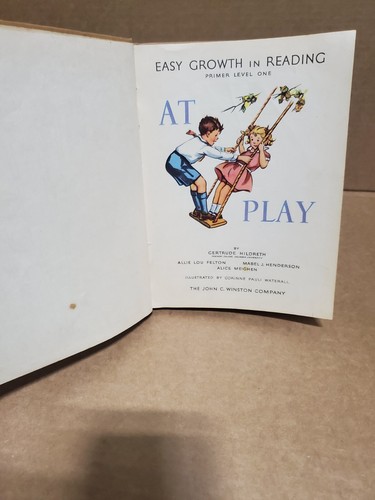 EASY GROWTH IN READING
PRIMER LEVEL ONE
AT
PLAY
BY
GERTRUDE HILDRETH
ALLIE LOU FELTON MABEL J. HENDERSON
ALICE MEIGHEN
ILLUSTRATED BY CORINNE PAULI WATERALL
THE JOHN C. WINSTON COMPANY